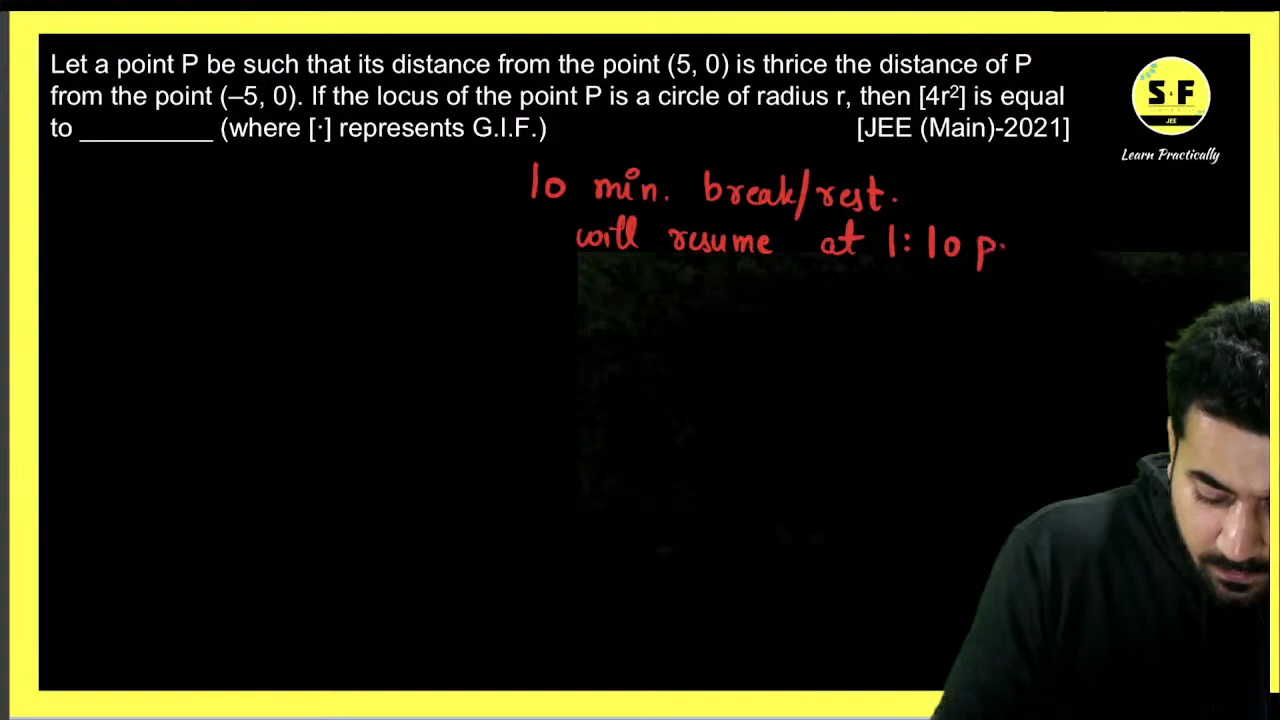 Let a point P be such that its distance from the point (5, 0) is thrice the distance of P
from the point (–5, 0). If the locus of the point P is a circle of radius r, then [4r²] is equal
to _________ (where [·] represents G.I.F.) [JEE (Main)-2021]
S F
JEE
Learn Practically
10 min. break/rest.
will resume at 1:10 p.